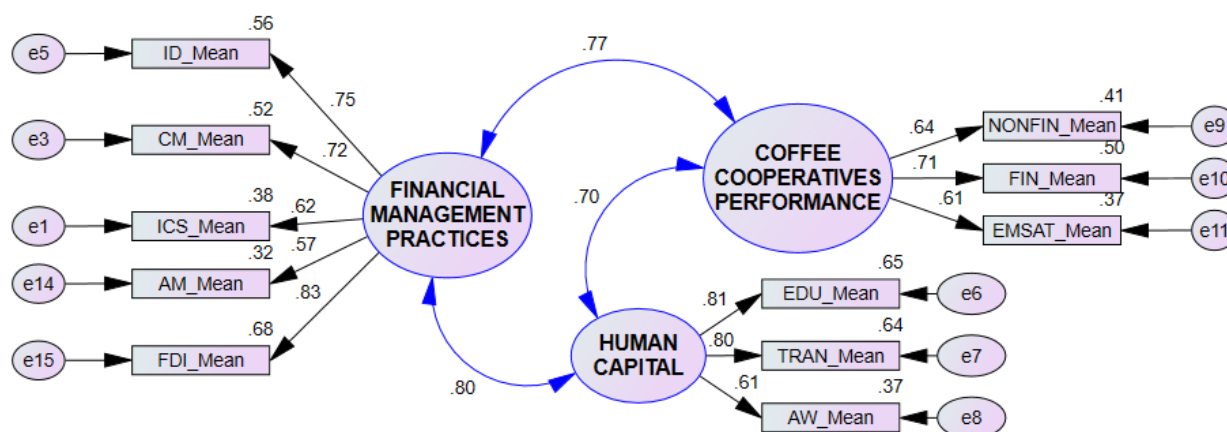 .56
e5
ID_Mean
.75
.52
e3
CM_Mean
.72
.38
e1
ICS_Mean
.62
.32
e14
AM_Mean
.57
.68
e15
FDI_Mean
.83
FINANCIAL
MANAGEMENT
PRACTICES
.77
.70
.80
COFFEE
COOPERATIVES
PERFORMANCE
.41
.64
NONFIN_Mean
e9
.50
.71
FIN_Mean
e10
.37
.61
EMSAT_Mean
e11
HUMAN
CAPITAL
.65
.81
EDU_Mean
e6
.64
.80
TRAN_Mean
e7
.37
.61
AW_Mean
e8